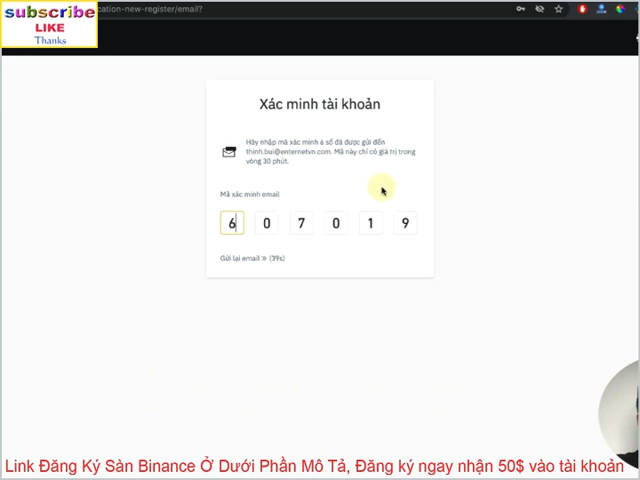 subscribe
LIKE
Thanks
cation-new-register/email?
Xác minh tài khoản
Hãy nhập mã xác minh 6 số đã được gửi đến
thinh.bui@enternetvn.com. Mã này chỉ có giá trị trong
vòng 30 phút.
Mã xác minh email
6 0 7 0 1 9
Gửi lại email ≫ (39s)
Link Đăng Ký Sàn Binance Ở Dưới Phần Mô Tả, Đăng ký ngay nhận 50$ vào tài khoản